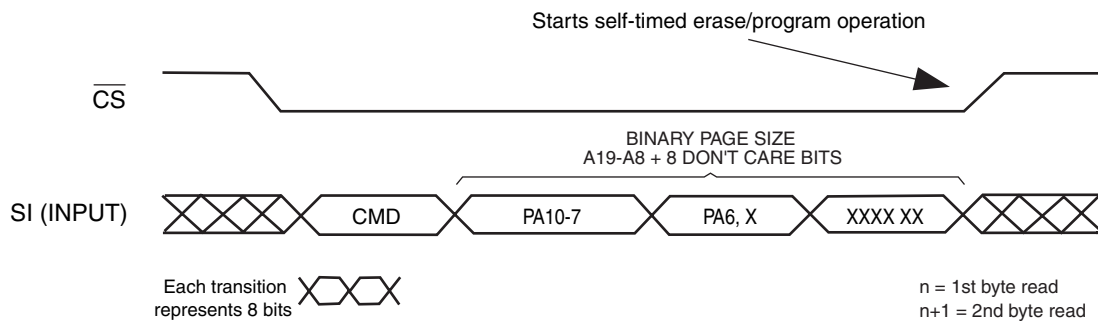 Starts self-timed erase/program operation
CS
BINARY PAGE SIZE
A19-A8 + 8 DON'T CARE BITS
SI (INPUT)
CMD
PA10-7
PA6, X
XXXX XX
Each transition
represents 8 bits
n = 1st byte read
n+1 = 2nd byte read